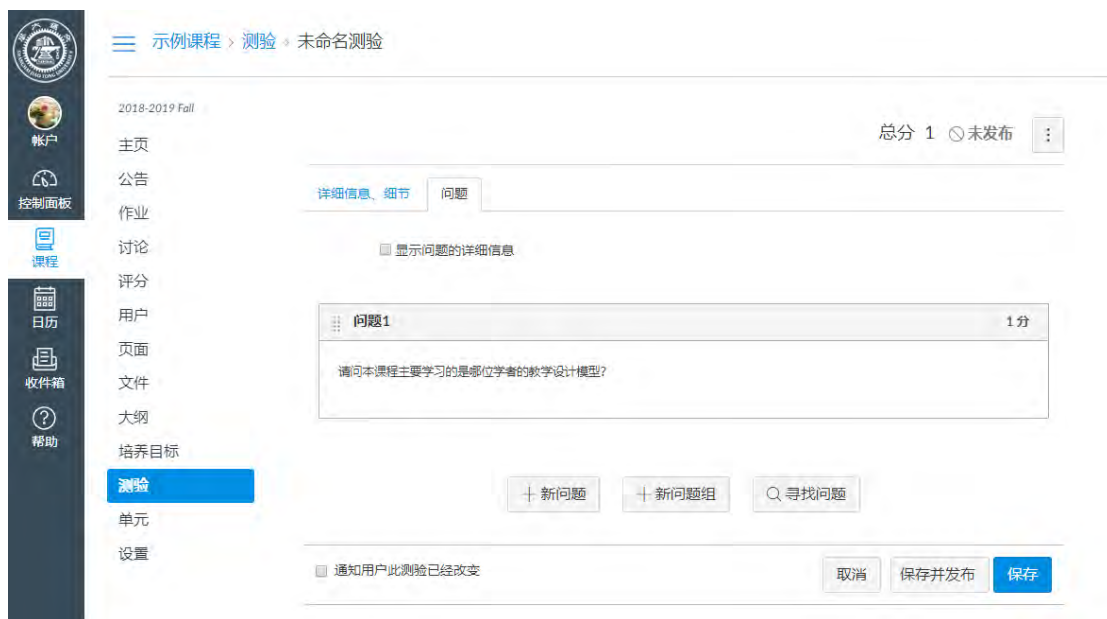 示例课程 › 测验 › 未命名测验
帐户
控制面板
课程
日历
收件箱
帮助
2018-2019 Fall
主页
公告
作业
讨论
评分
用户
页面
文件
大纲
培养目标
测验
单元
设置
总分 1 未发布
详细信息、细节 问题
显示问题的详细信息
问题1 1 分
请问本课程主要学习的是哪位学者的教学设计模型?
新问题 新问题组 寻找问题
通知用户此测验已经改变
取消 保存并发布 保存